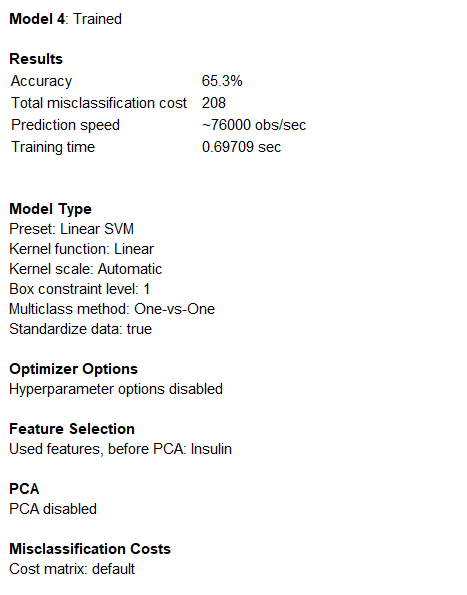 Model 4: Trained
Results
Accuracy 65.3%
Total misclassification cost 208
Prediction speed ~76000 obs/sec
Training time 0.69709 sec
Model Type
Preset: Linear SVM
Kernel function: Linear
Kernel scale: Automatic
Box constraint level: 1
Multiclass method: One-vs-One
Standardize data: true
Optimizer Options
Hyperparameter options disabled
Feature Selection
Used features, before PCA: Insulin
PCA
PCA disabled
Misclassification Costs
Cost matrix: default